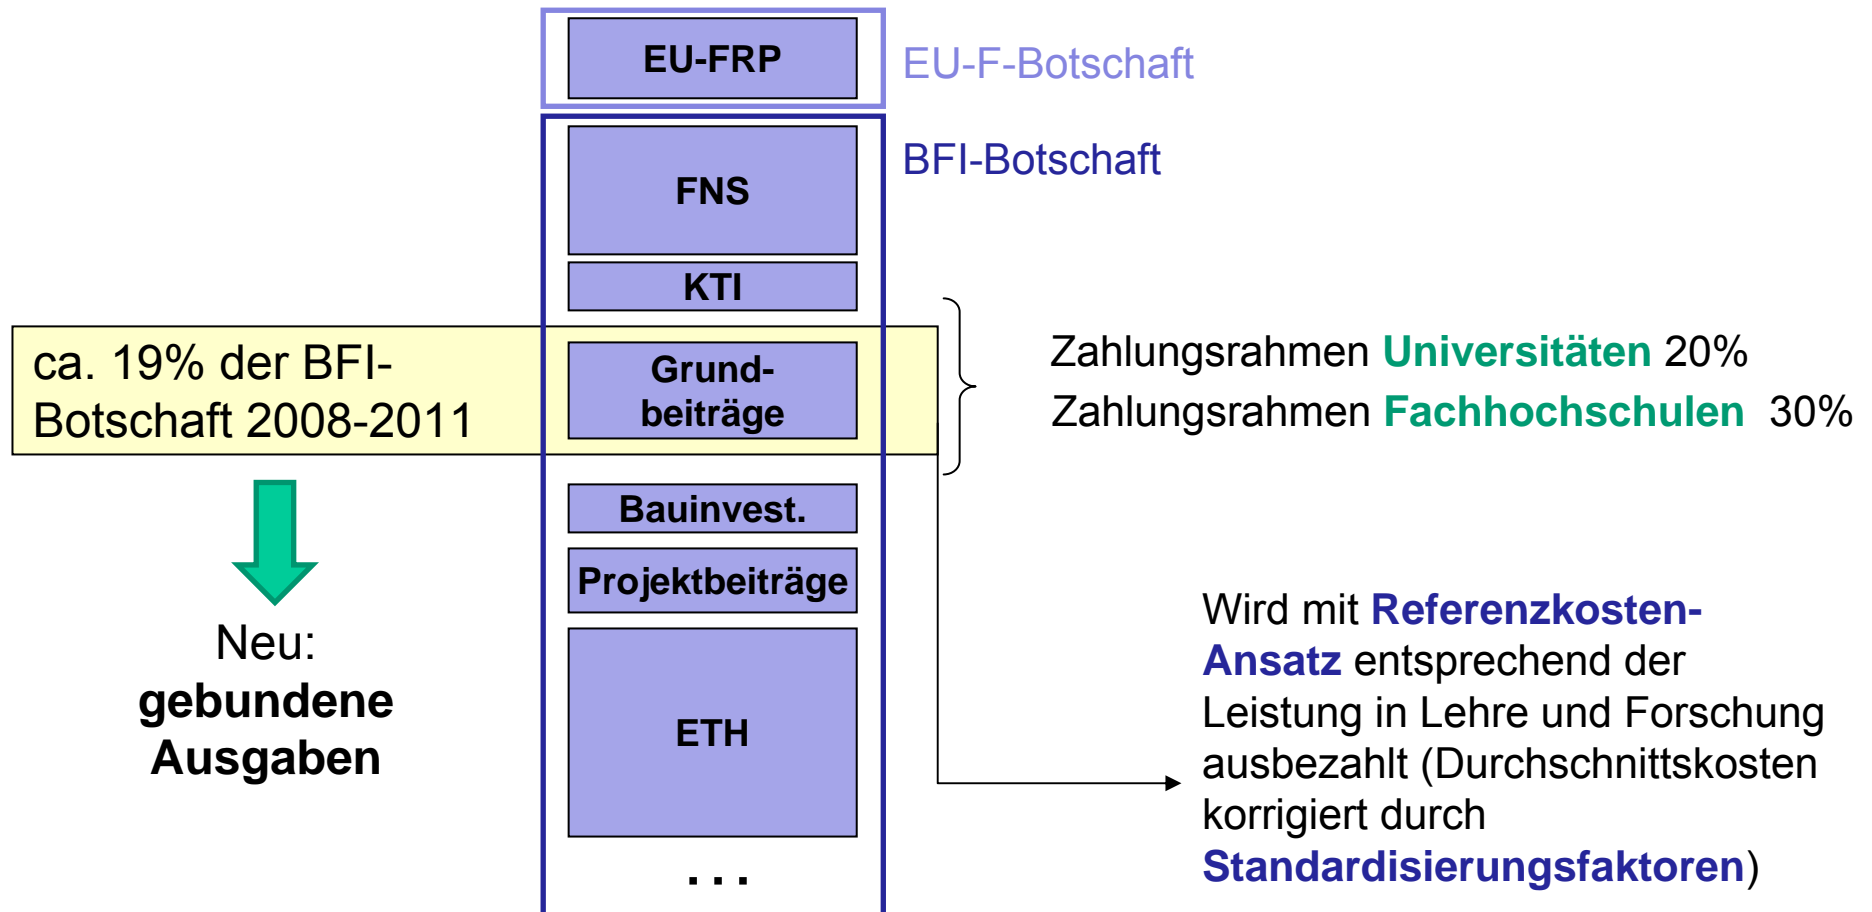 EU-FRP
EU-F-Botschaft
FNS
BFI-Botschaft
KTI
ca. 19% der BFI-
Botschaft 2008-2011
Grund-
beiträge
Zahlungsrahmen Universitäten 20%
Zahlungsrahmen Fachhochschulen 30%
Neu:
gebundene
Ausgaben
Bauinvest.
Projektbeiträge
ETH
...
Wird mit Referenzkosten-
Ansatz entsprechend der
Leistung in Lehre und Forschung
ausbezahlt (Durchschnittskosten
korrigiert durch
Standardisierungsfaktoren)